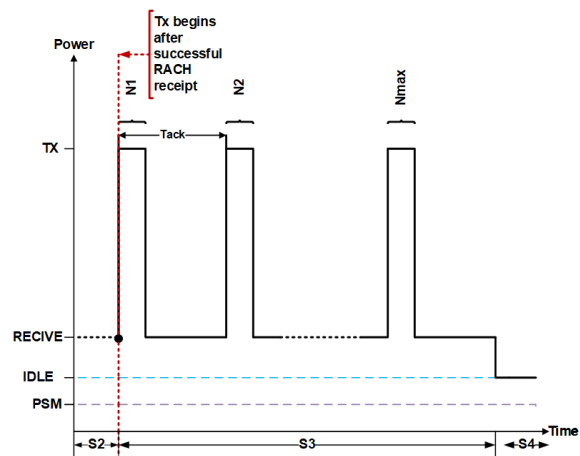 Tx begins
after
successful
RACH
receipt
Power
N1
N2
Nmax
Tack
TX
RECIVE
IDLE
PSM
Time
S2
S3
S4